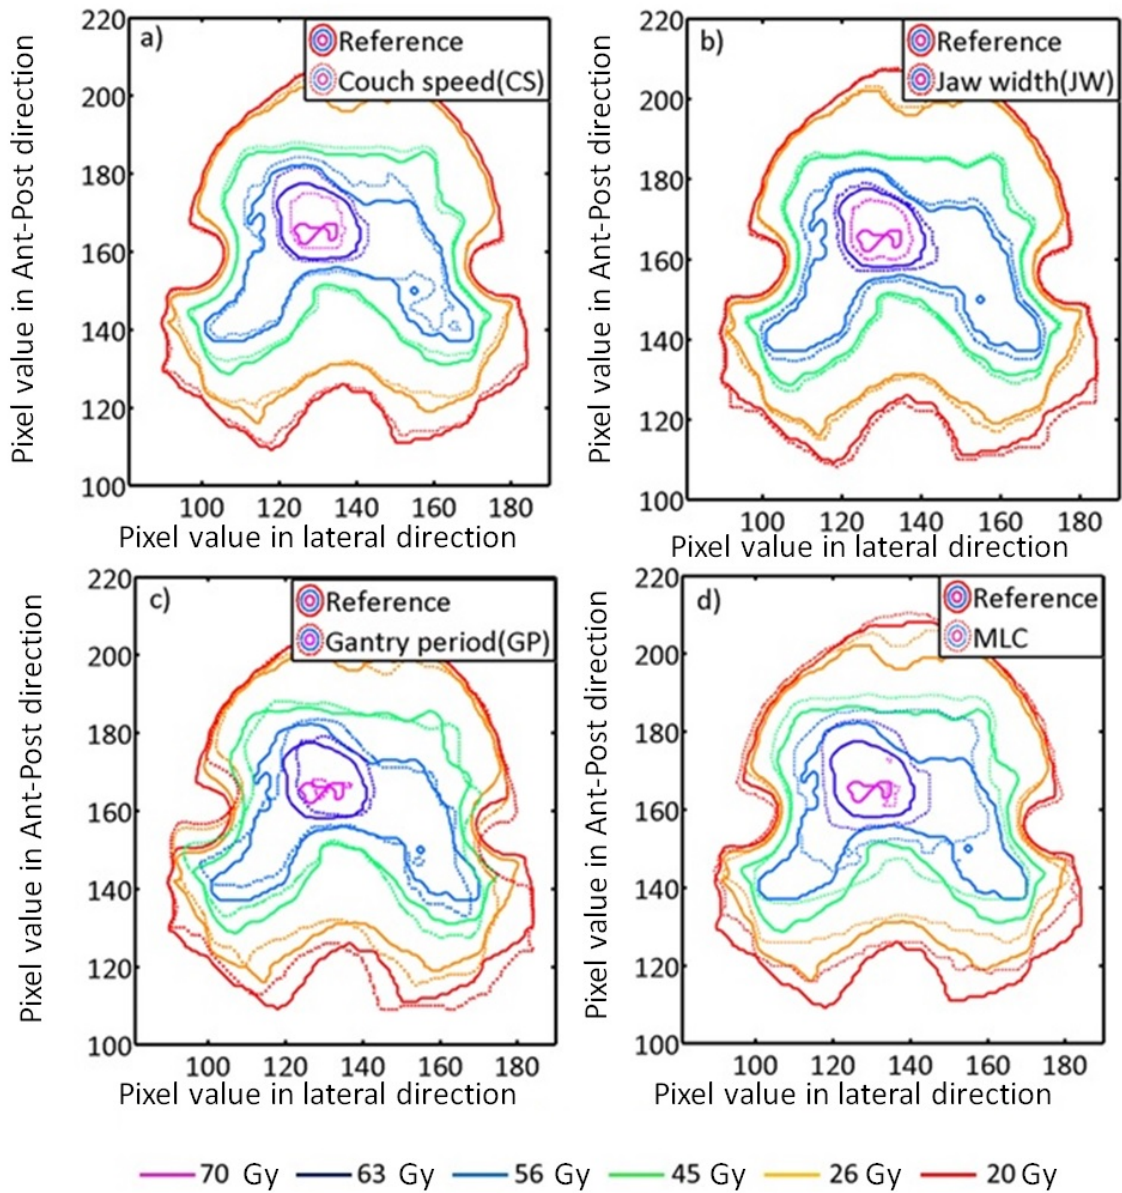 a)
Reference
Couch speed(CS)
220
200
180
160
140
120
100
100 120 140 160 180
Pixel value in Ant-Post direction
Pixel value in lateral direction
b)
Reference
Jaw width(JW)
220
200
180
160
140
120
100
100 120 140 160 180
Pixel value in Ant-Post direction
Pixel value in lateral direction
c)
Reference
Gantry period(GP)
220
200
180
160
140
120
100
100 120 140 160 180
Pixel value in Ant-Post direction
Pixel value in lateral direction
d)
Reference
MLC
220
200
180
160
140
120
100
100 120 140 160 180
Pixel value in Ant-Post direction
Pixel value in lateral direction
70 Gy 63 Gy 56 Gy 45 Gy 26 Gy 20 Gy